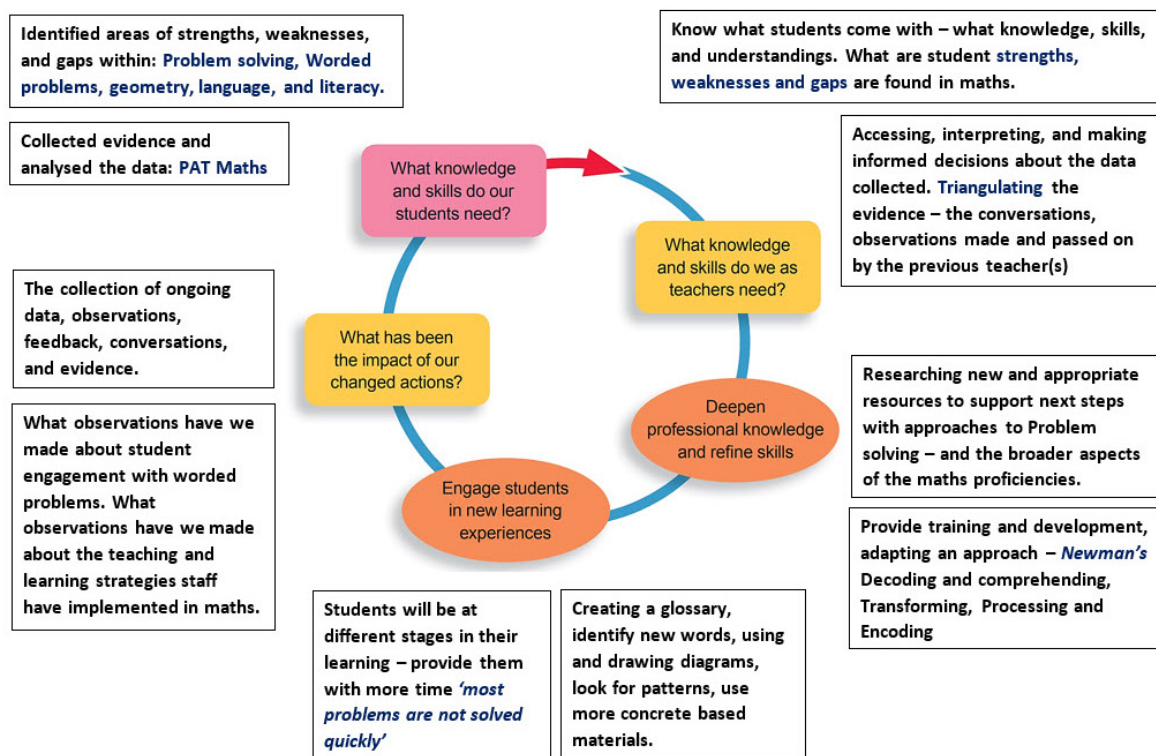 Identified areas of strengths, weaknesses,
and gaps within: Problem solving, Worded
problems, geometry, language, and literacy.
Know what students come with – what knowledge, skills,
and understandings. What are student strengths,
weaknesses and gaps are found in maths.
Collected evidence and
analysed the data: PAT Maths
What knowledge
and skills do our
students need?
Accessing, interpreting, and making
informed decisions about the data
collected. Triangulating the
evidence – the conversations,
observations made and passed on
by the previous teacher(s)
What knowledge
and skills do we as
teachers need?
The collection of ongoing
data, observations,
feedback, conversations,
and evidence.
What has been
the impact of our
changed actions?
Researching new and appropriate
resources to support next steps
with approaches to Problem
solving – and the broader aspects
of the maths proficiencies.
Deepen
professional knowledge
and refine skills
What observations have we
made about student
engagement with worded
problems. What
observations have we made
about the teaching and
learning strategies staff
have implemented in maths.
Engage students
in new learning
experiences
Provide training and development,
adapting an approach – Newman's
Decoding and comprehending,
Transforming, Processing and
Encoding
Students will be at
different stages in their
learning – provide them
with more time ‘most
problems are not solved
quickly’
Creating a glossary,
identify new words, using
and drawing diagrams,
look for patterns, use
more concrete based
materials.